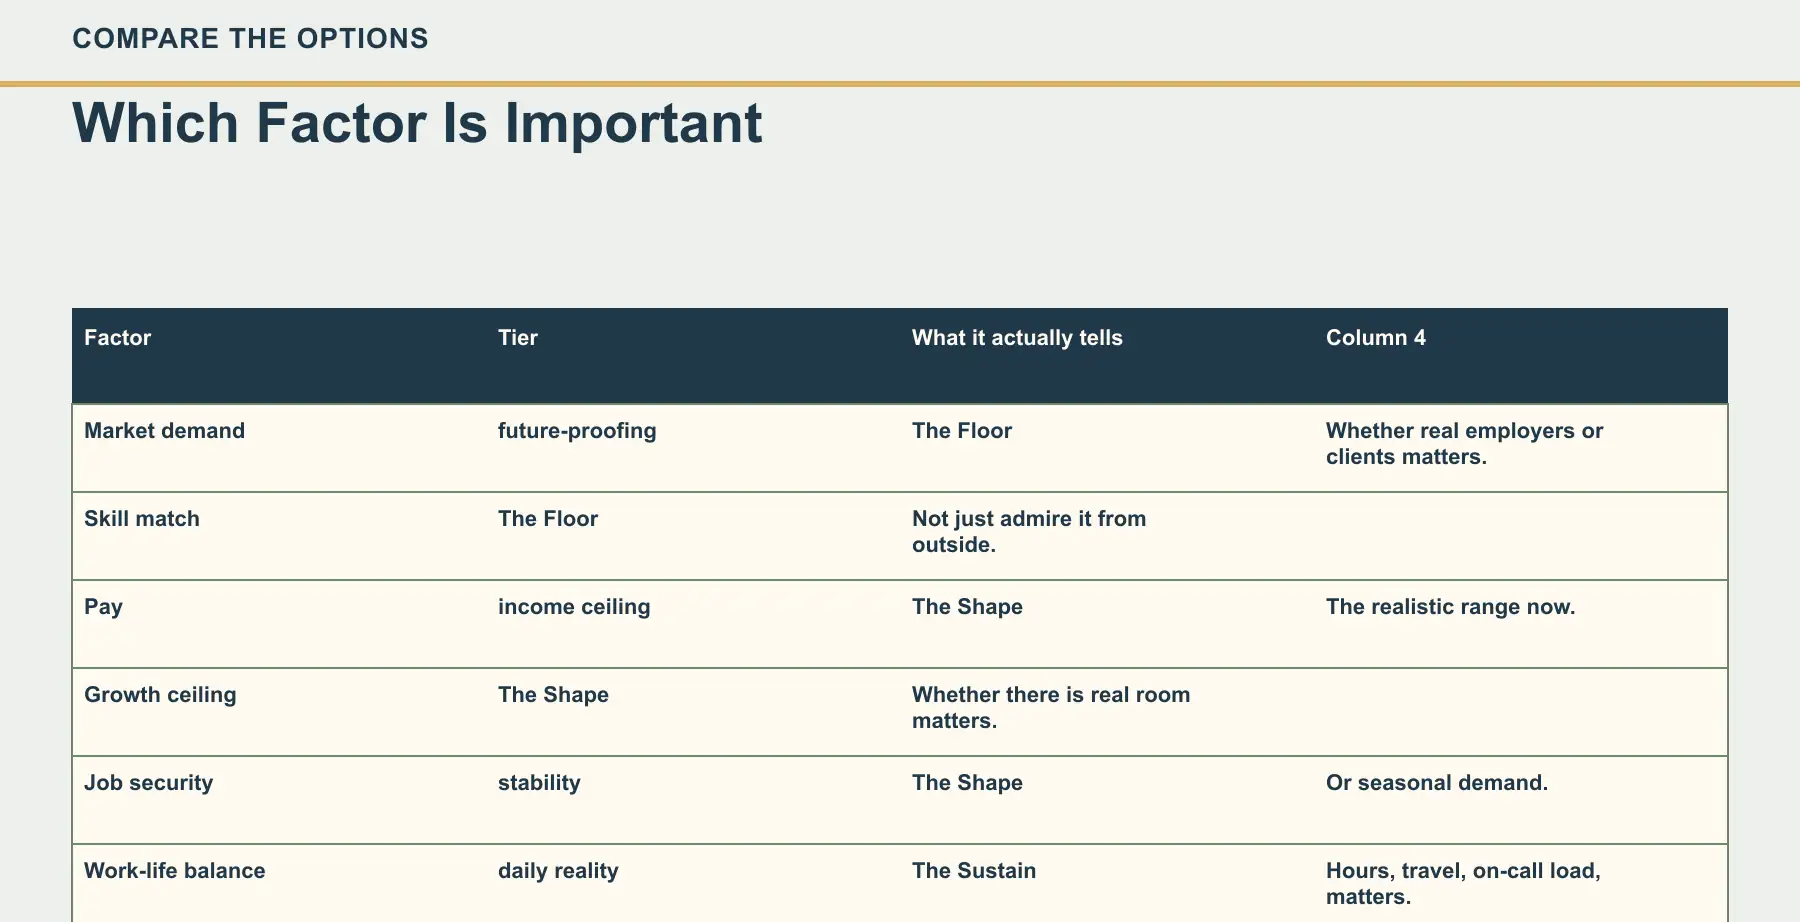 COMPARE THE OPTIONS
Which Factor Is Important
Factor Tier What it actually tells Column 4
Market demand future-proofing The Floor Whether real employers or
clients matters.
Skill match The Floor Not just admire it from
outside.
Pay income ceiling The Shape The realistic range now.
Growth ceiling The Shape Whether there is real room
matters.
Job security stability The Shape Or seasonal demand.
Work-life balance daily reality The Sustain Hours, travel, on-call load,
matters.